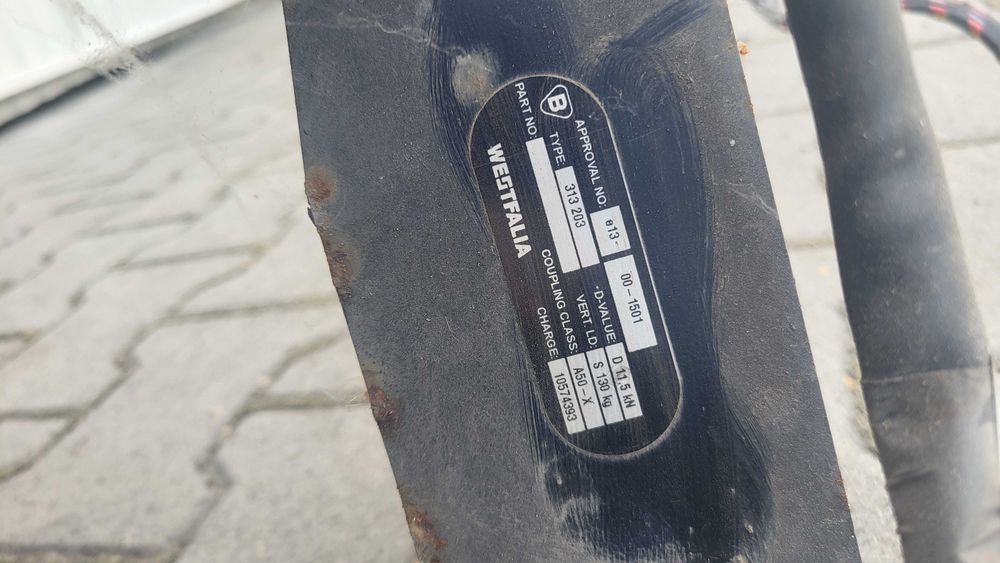 B APPROVAL NO.: e13- 00-1501
TYPE: 313 203 -D-VALUE: D 11,5 kN
PART NO.: VERT. LD: S 130 kg
COUPLING CLASS: A50-X
WESTFALIA CHARGE: 10574393